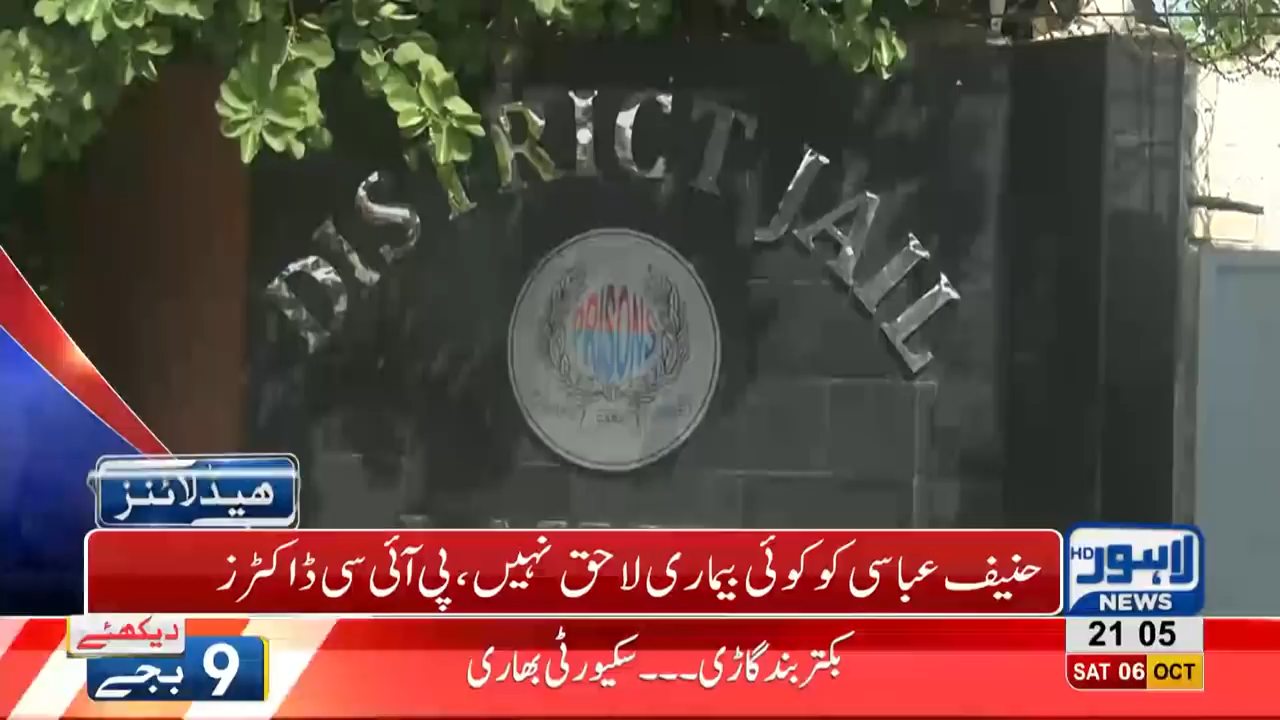 DISTRICT JAIL
PRISONS
ھیڈلائنز
حنیف عباسی کو کوئی بیماری لاحق نہیں، پی آئی سی ڈاکٹرز
HD لاہور
NEWS
دیکھئے
9 بجے
بکتر بند گاڑی۔۔۔ سکیورٹی بھاری
21 05
SAT 06 OCT